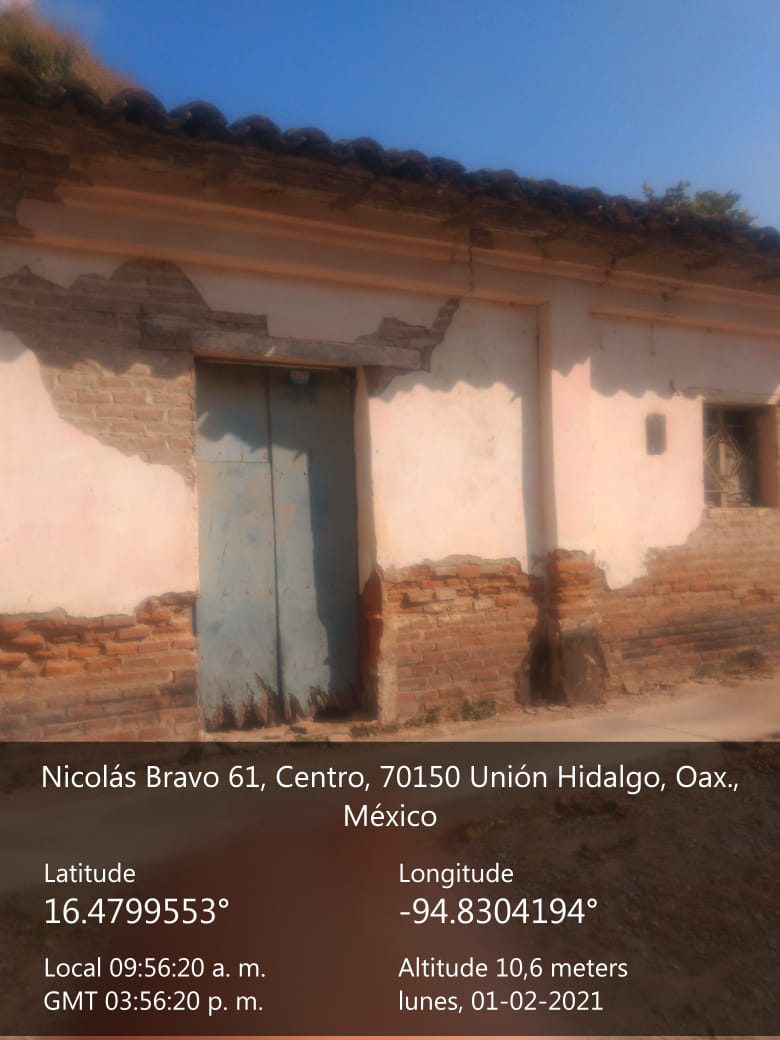 Nicolás Bravo 61, Centro, 70150 Unión Hidalgo, Oax.,
México
Latitude
16.4799553°
Longitude
-94.8304194°
Local 09:56:20 a. m.
GMT 03:56:20 p. m.
Altitude 10,6 meters
lunes, 01-02-2021